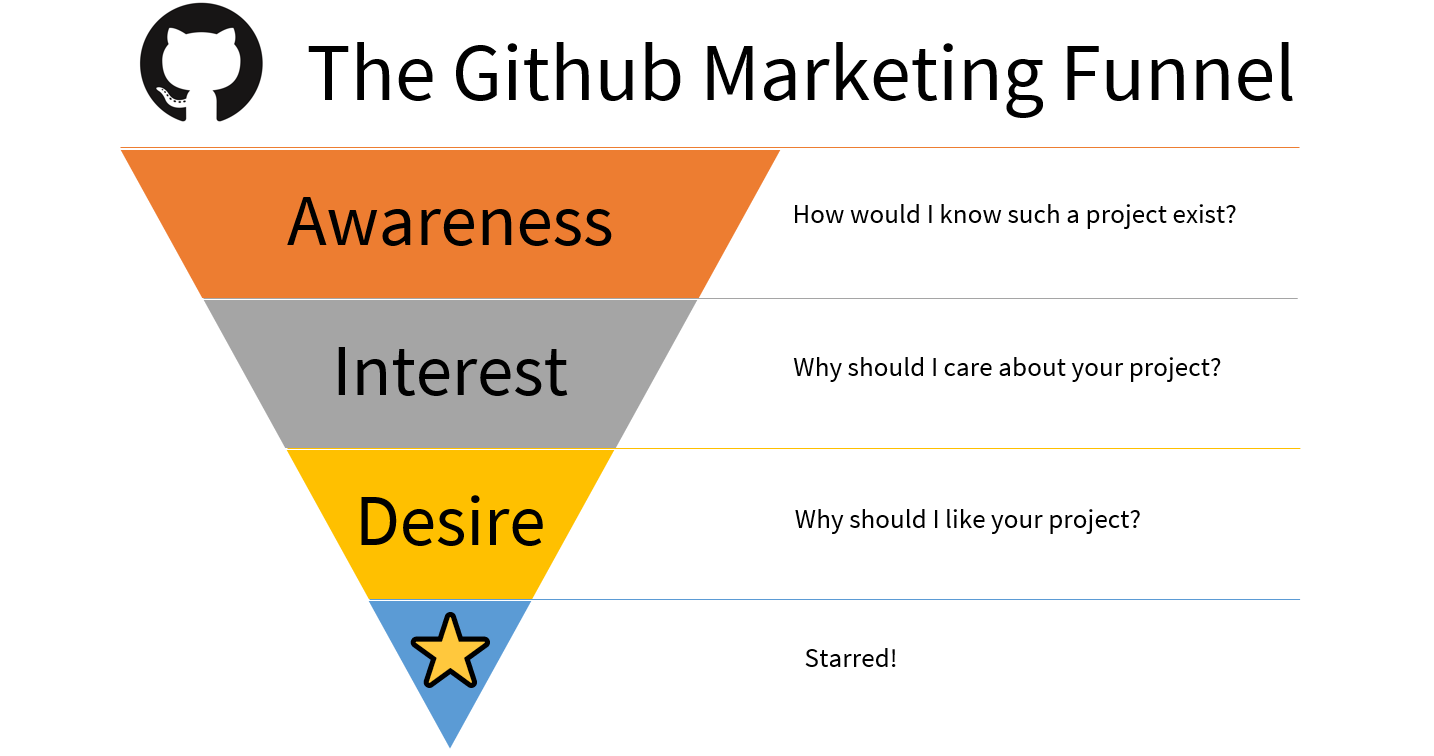 The Github Marketing Funnel
Awareness
How would I know such a project exist?
Interest
Why should I care about your project?
Desire
Why should I like your project?
Starred!